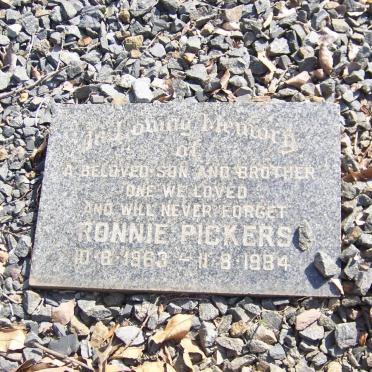 In Loving Memory
of
A BELOVED SON AND BROTHER
ONE WE LOVED
AND WILL NEVER FORGET
RONNIE PICKERS
10·8·1963 – 11·8·1984